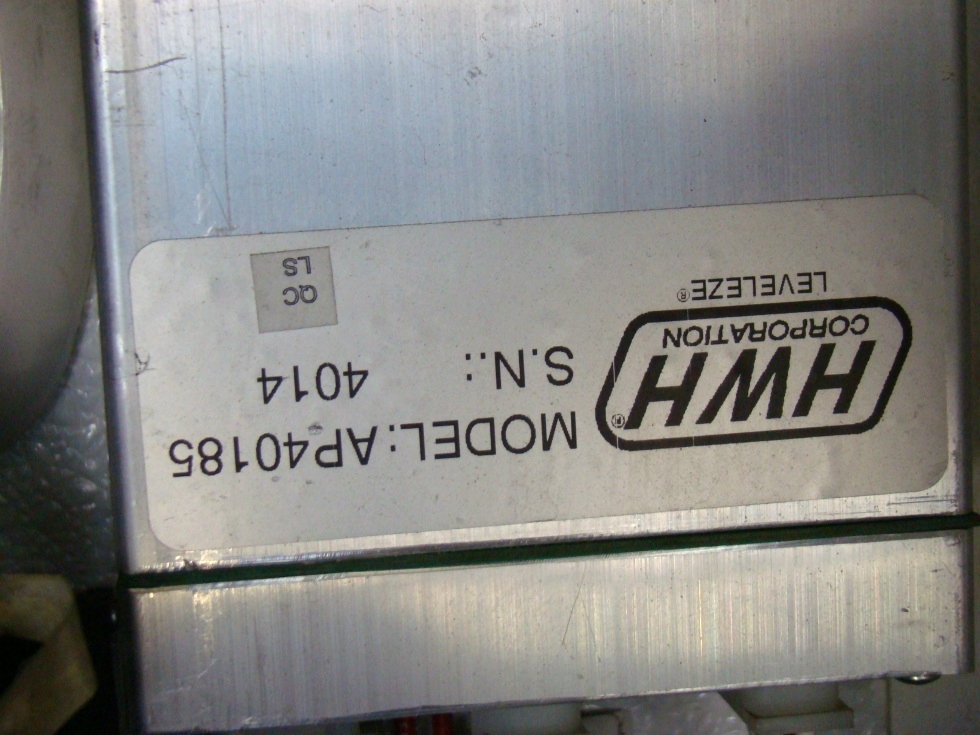 HWH®
CORPORATION
LEVELEZE®
MODEL: AP40185
S.N.: 4014
QC
LS